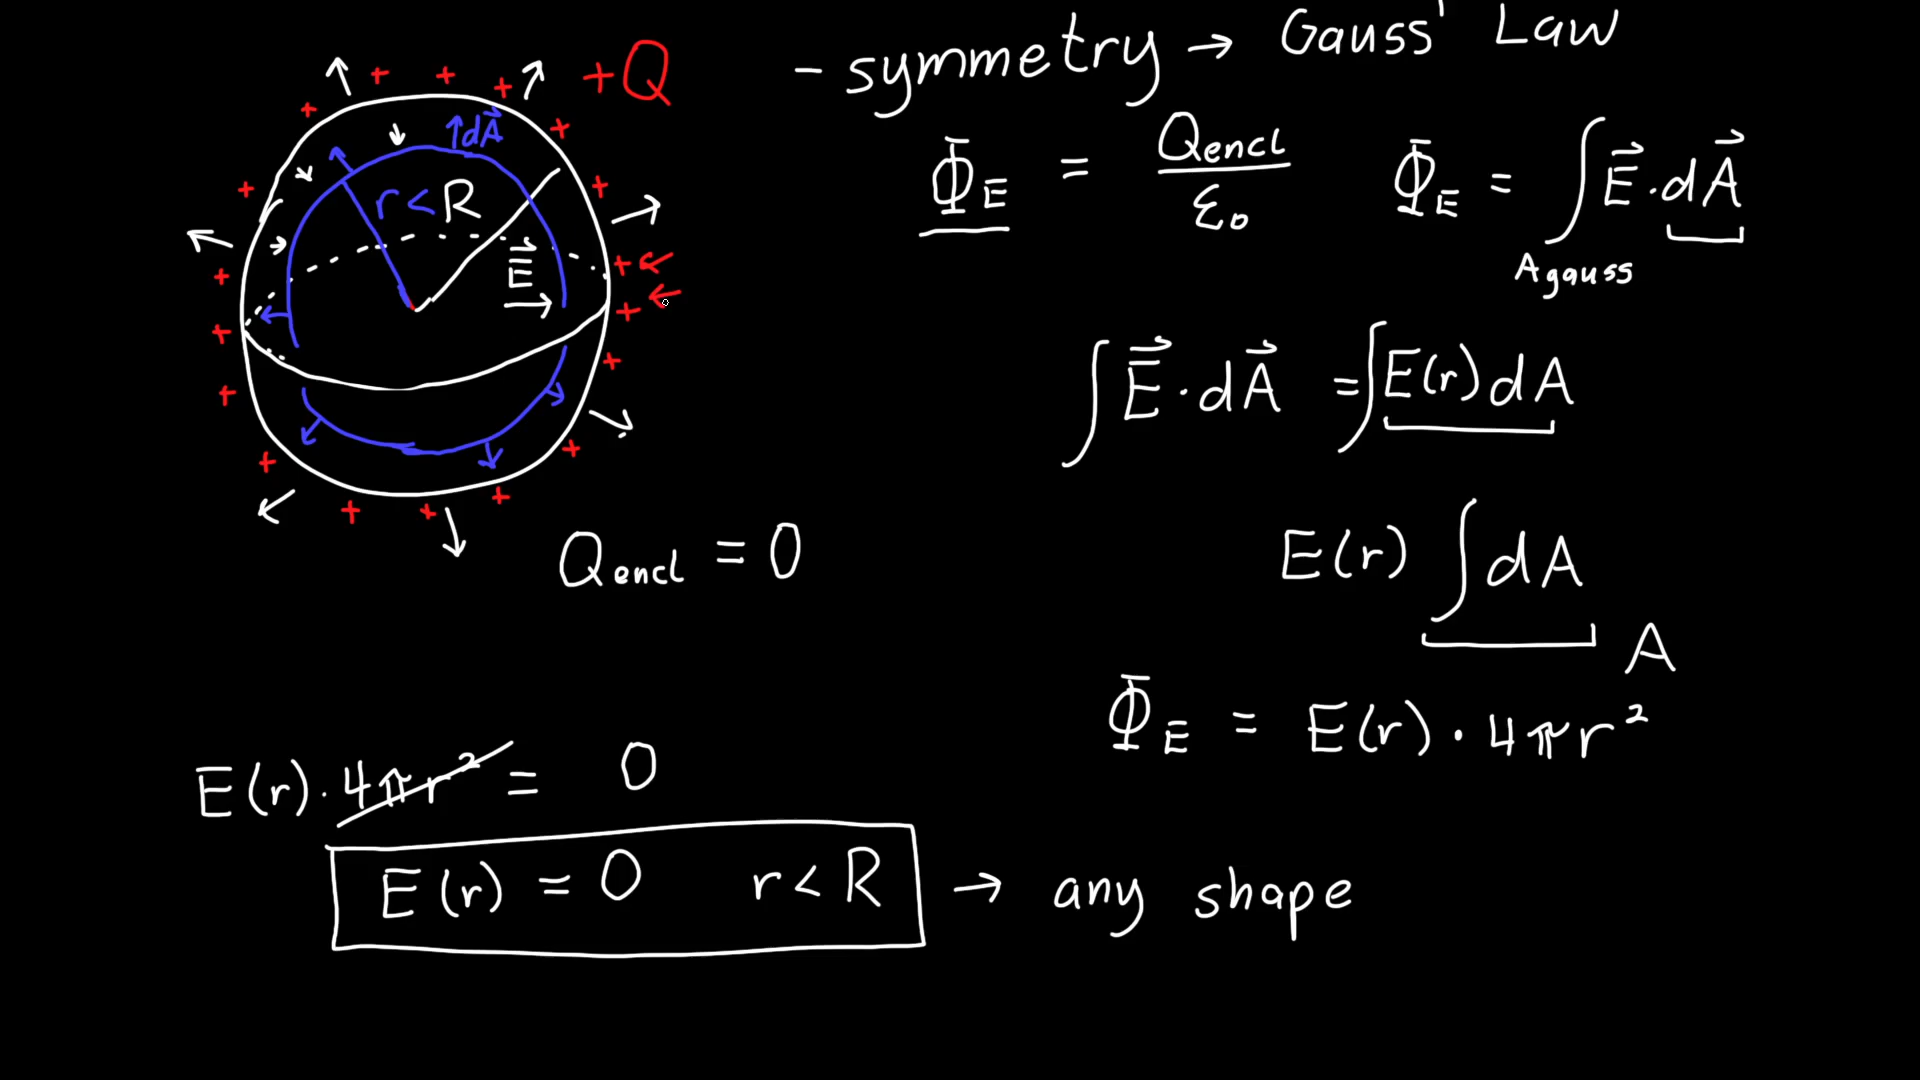 +Q
- symmetry → Gauss' Law
dA⃗
r < R
E⃗
Φ_E = Q_encl / ε₀
Φ_E = ∫ E⃗ · dA⃗
Agauss
∫ E⃗ · dA⃗ = ∫ E(r) dA
E(r) ∫ dA
A
Q_encl = 0
Φ_E = E(r) · 4πr²
E(r) · 4πr² = 0
E(r) = 0 r < R → any shape